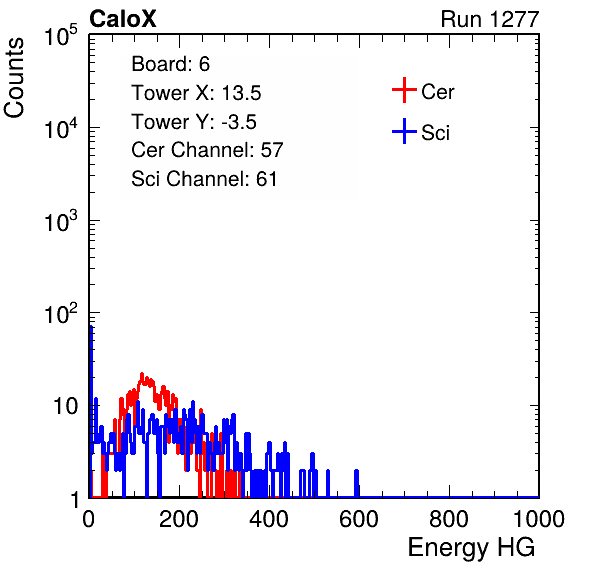 CaloX Run 1277
Counts
10^5
10^4
10^3
10^2
10
1
Board: 6
Tower X: 13.5
Tower Y: -3.5
Cer Channel: 57
Sci Channel: 61
Cer
Sci
0 200 400 600 800 1000
Energy HG